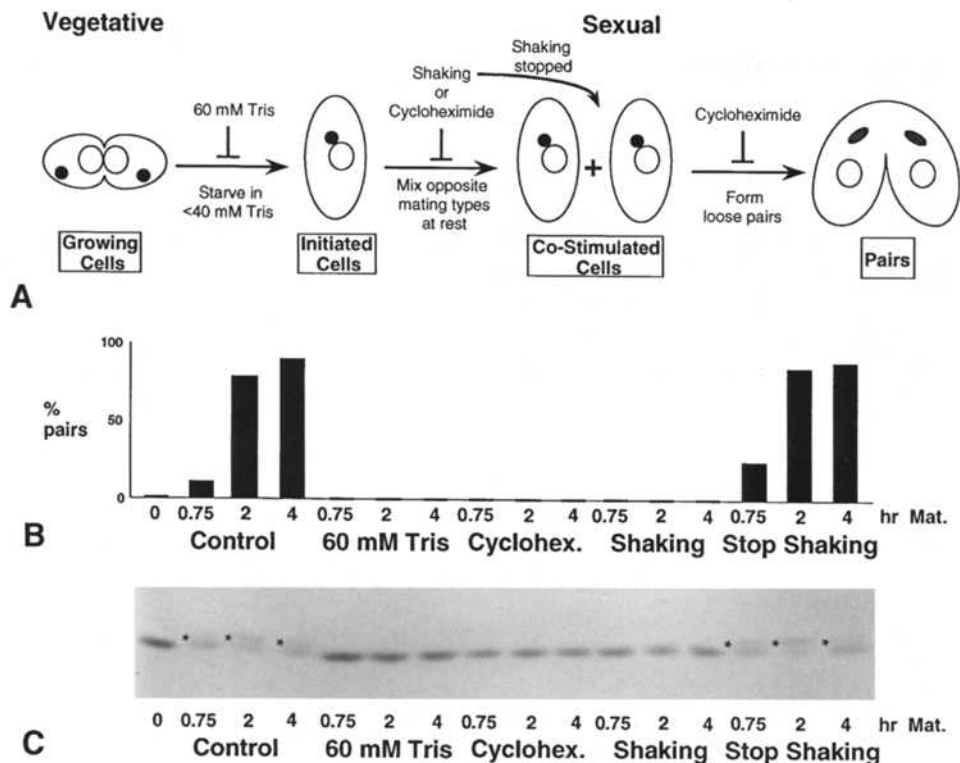 Vegetative
Sexual
60 mM Tris
Starve in
<40 mM Tris
Shaking
or
Cycloheximide
Shaking
stopped
Mix opposite
mating types
at rest
+
Cycloheximide
Form
loose pairs
Growing
Cells
Initiated
Cells
Co-Stimulated
Cells
Pairs
A
100
50
0
%
pairs
0 0.75 2 4 0.75 2 4 0.75 2 4 0.75 2 4 0.75 2 4 hr Mat.
Control 60 mM Tris Cyclohex. Shaking Stop Shaking
B
* * * * * *
0 0.75 2 4 0.75 2 4 0.75 2 4 0.75 2 4 0.75 2 4 hr Mat.
Control 60 mM Tris Cyclohex. Shaking Stop Shaking
C